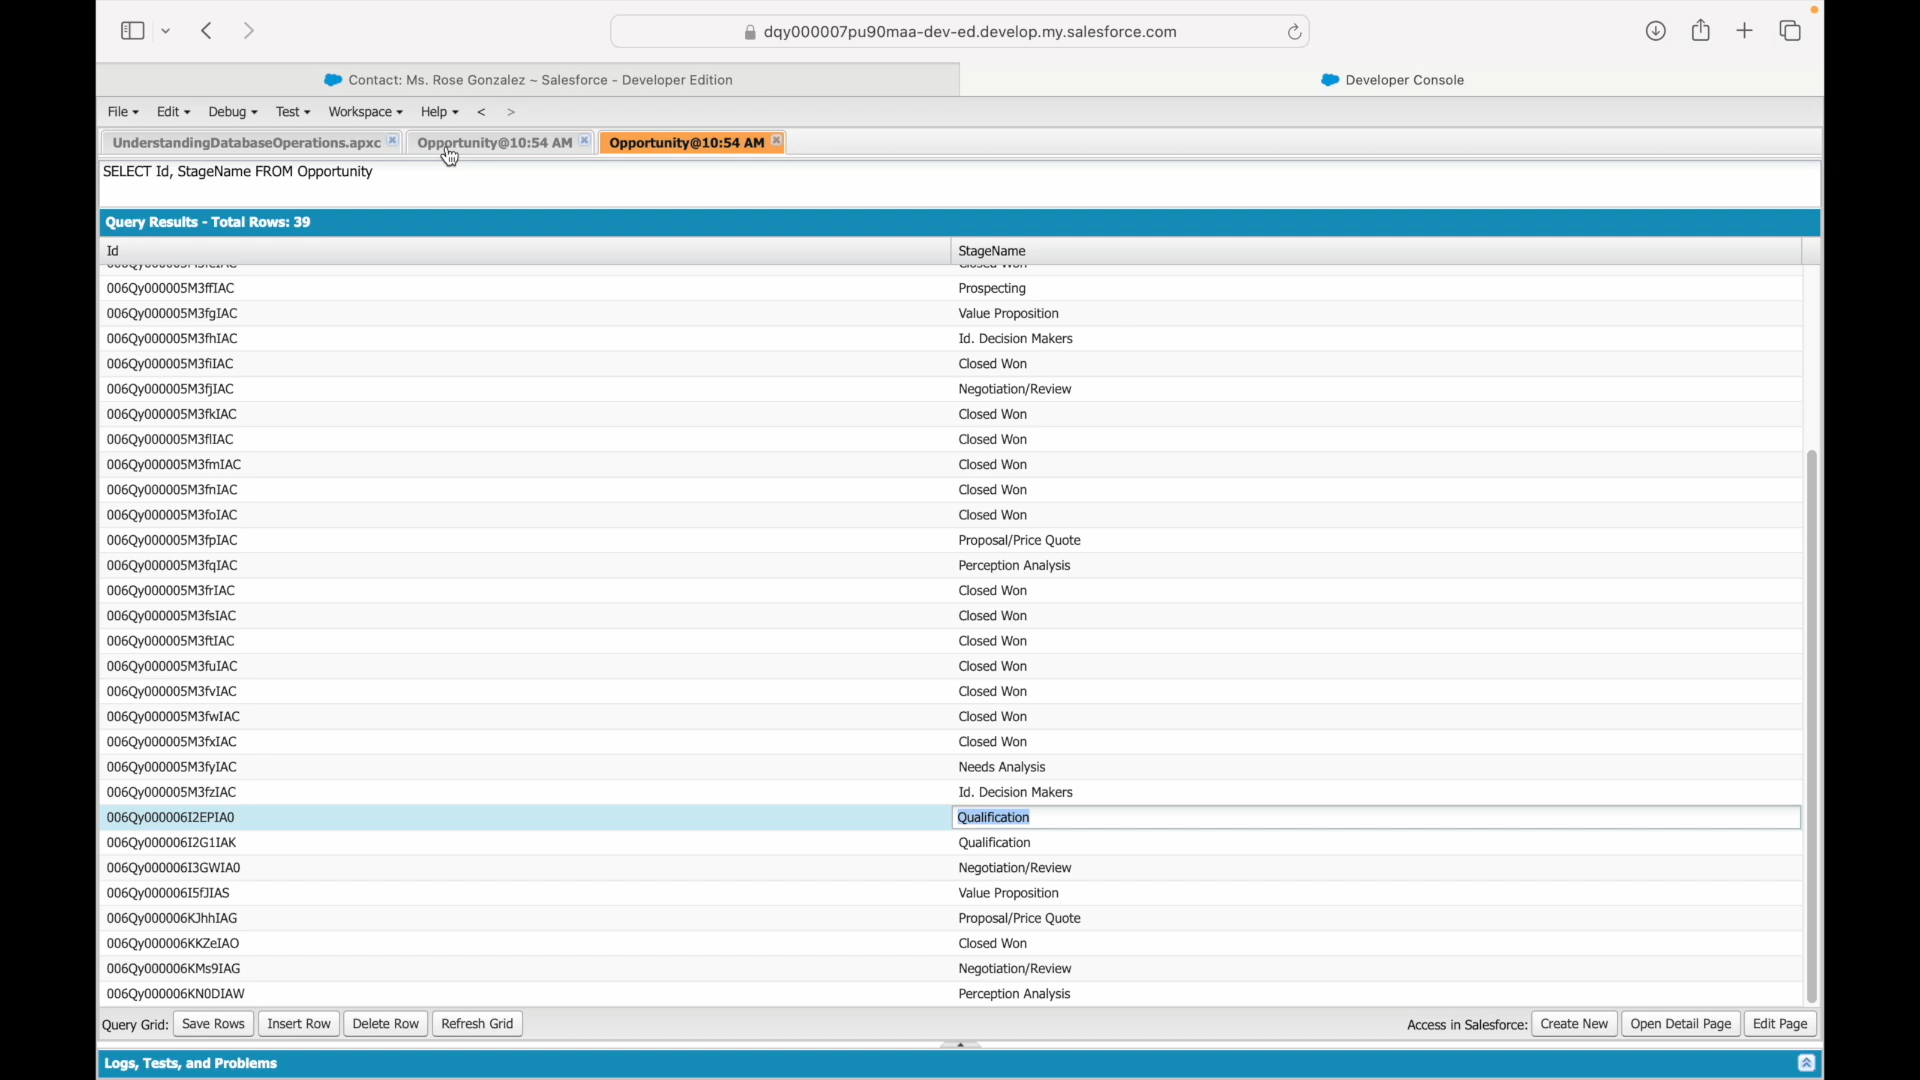 dqy000007pu90maa-dev-ed.develop.my.salesforce.com
Contact: Ms. Rose Gonzalez ~ Salesforce - Developer Edition
Developer Console
File Edit Debug Test Workspace Help < >
UnderstandingDatabaseOperations.apxc Opportunity@10:54 AM Opportunity@10:54 AM
SELECT Id, StageName FROM Opportunity
Query Results - Total Rows: 39
Id StageName
006Qy000005M3ffIAC Prospecting
006Qy000005M3fgIAC Value Proposition
006Qy000005M3fhIAC Id. Decision Makers
006Qy000005M3fiIAC Closed Won
006Qy000005M3fjIAC Negotiation/Review
006Qy000005M3fkIAC Closed Won
006Qy000005M3flIAC Closed Won
006Qy000005M3fmIAC Closed Won
006Qy000005M3fnIAC Closed Won
006Qy000005M3foIAC Closed Won
006Qy000005M3fpIAC Proposal/Price Quote
006Qy000005M3fqIAC Perception Analysis
006Qy000005M3frIAC Closed Won
006Qy000005M3fsIAC Closed Won
006Qy000005M3ftIAC Closed Won
006Qy000005M3fuIAC Closed Won
006Qy000005M3fvIAC Closed Won
006Qy000005M3fwIAC Closed Won
006Qy000005M3fxIAC Closed Won
006Qy000005M3fyIAC Needs Analysis
006Qy000005M3fzIAC Id. Decision Makers
006Qy000006I2EPIA0 Qualification
006Qy000006I2G1IAK Qualification
006Qy000006I3GWIA0 Negotiation/Review
006Qy000006I5fJIAS Value Proposition
006Qy000006KJhhIAG Proposal/Price Quote
006Qy000006KKZeIAO Closed Won
006Qy000006KMs9IAG Negotiation/Review
006Qy000006KN0DIAW Perception Analysis
Query Grid: Save Rows Insert Row Delete Row Refresh Grid Access in Salesforce: Create New Open Detail Page Edit Page
Logs, Tests, and Problems